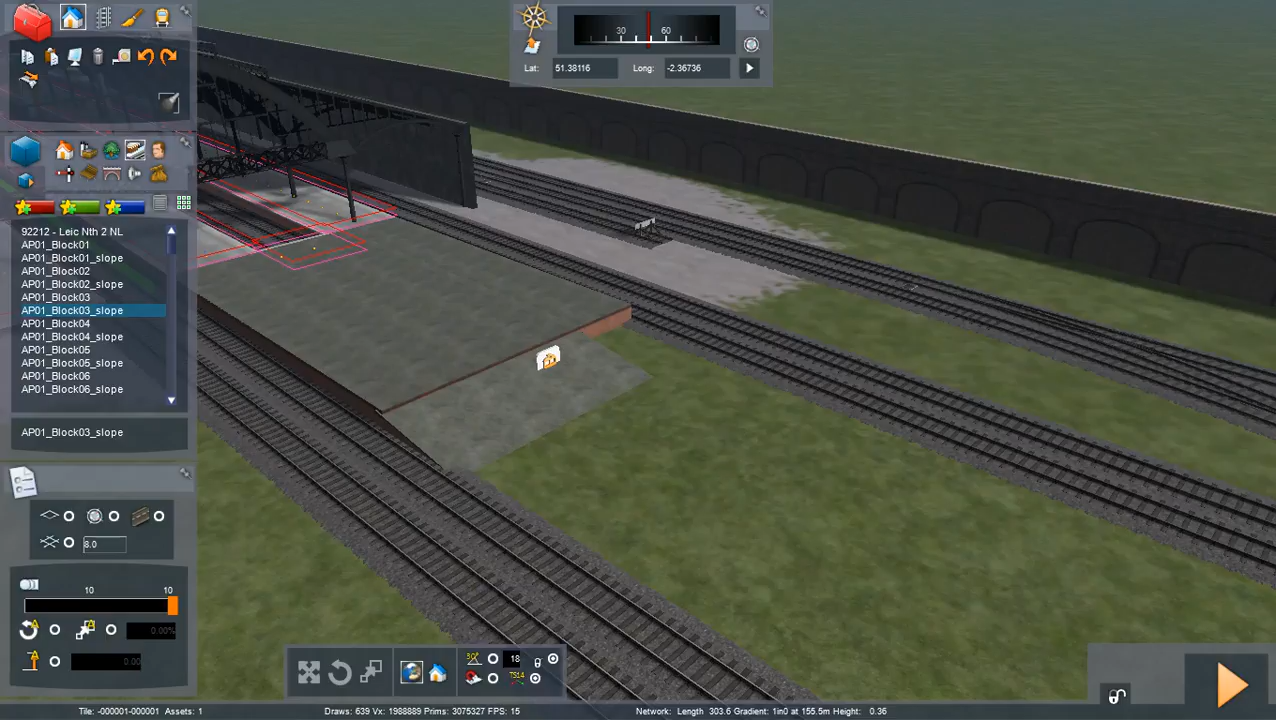 30 60
Lat: 51.38116 Long: -2.36736
92212 - Leic Nth 2 NL
AP01_Block01
AP01_Block01_slope
AP01_Block02
AP01_Block02_slope
AP01_Block03
AP01_Block03_slope
AP01_Block04
AP01_Block04_slope
AP01_Block05
AP01_Block05_slope
AP01_Block06
AP01_Block06_slope
AP01_Block03_slope
8.0
10 10
0.00%
0.00
18
TS14
Tile: -000001-000001 Assets: 1 Draws: 639 Vx: 1988889 Prims: 3075327 FPS: 15 Network: Length 303.6 Gradient: 1in0 at 155.5m Height: 0.36